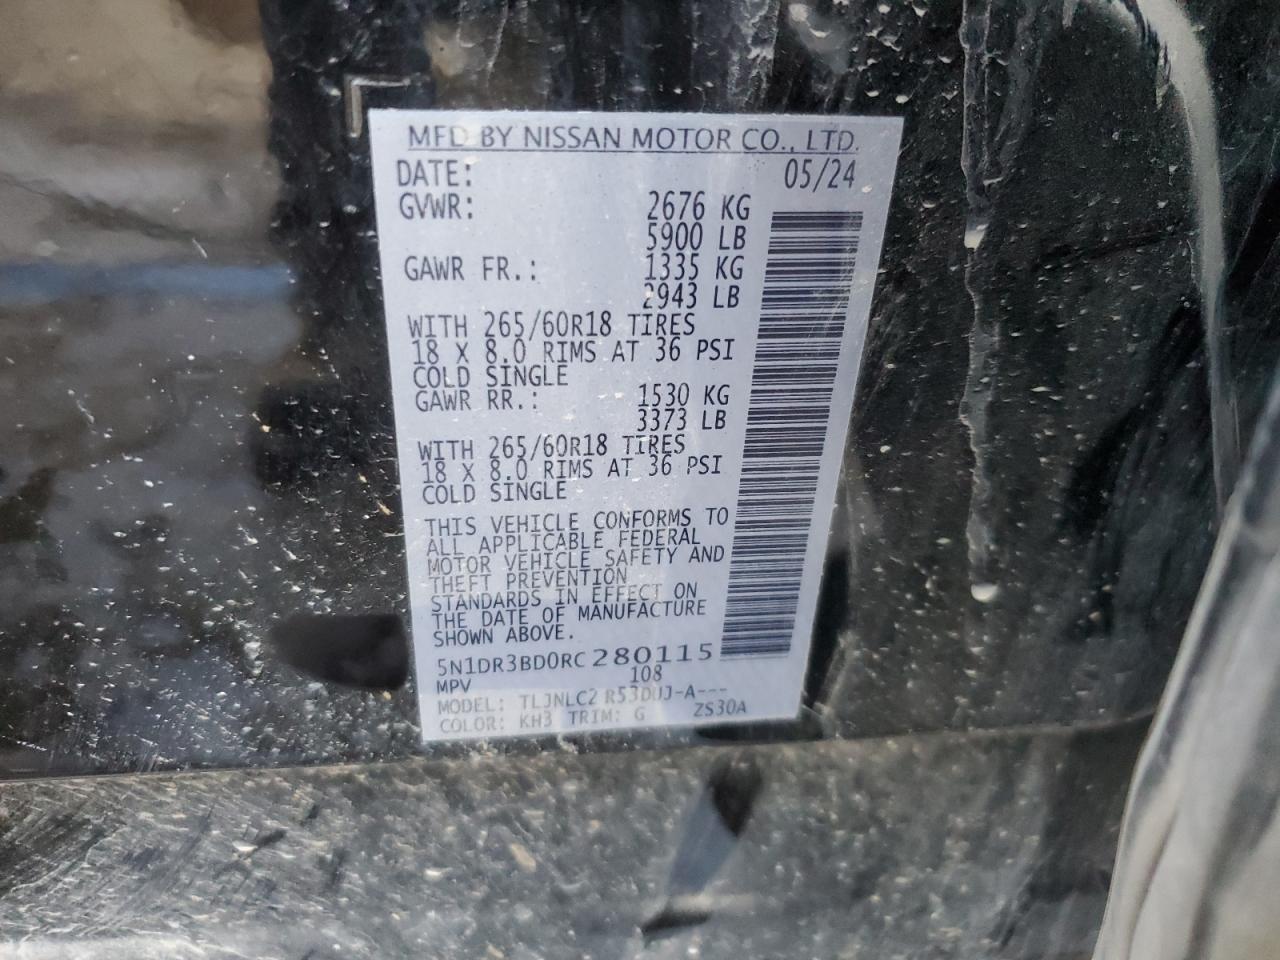 MFD BY NISSAN MOTOR CO., LTD.
DATE: 05/24
GVWR: 2676 KG
5900 LB
GAWR FR.: 1335 KG
2943 LB
WITH 265/60R18 TIRES
18 X 8.0 RIMS AT 36 PSI
COLD SINGLE
GAWR RR.: 1530 KG
3373 LB
WITH 265/60R18 TIRES
18 X 8.0 RIMS AT 36 PSI
COLD SINGLE
THIS VEHICLE CONFORMS TO
ALL APPLICABLE FEDERAL
MOTOR VEHICLE SAFETY AND
THEFT PREVENTION
STANDARDS IN EFFECT ON
THE DATE OF MANUFACTURE
SHOWN ABOVE.
5N1DR3BD0RC280115
MPV 108
MODEL: TL3NLC2 R53DUJ-A---
COLOR: KH3 TRIM: G ZS30A